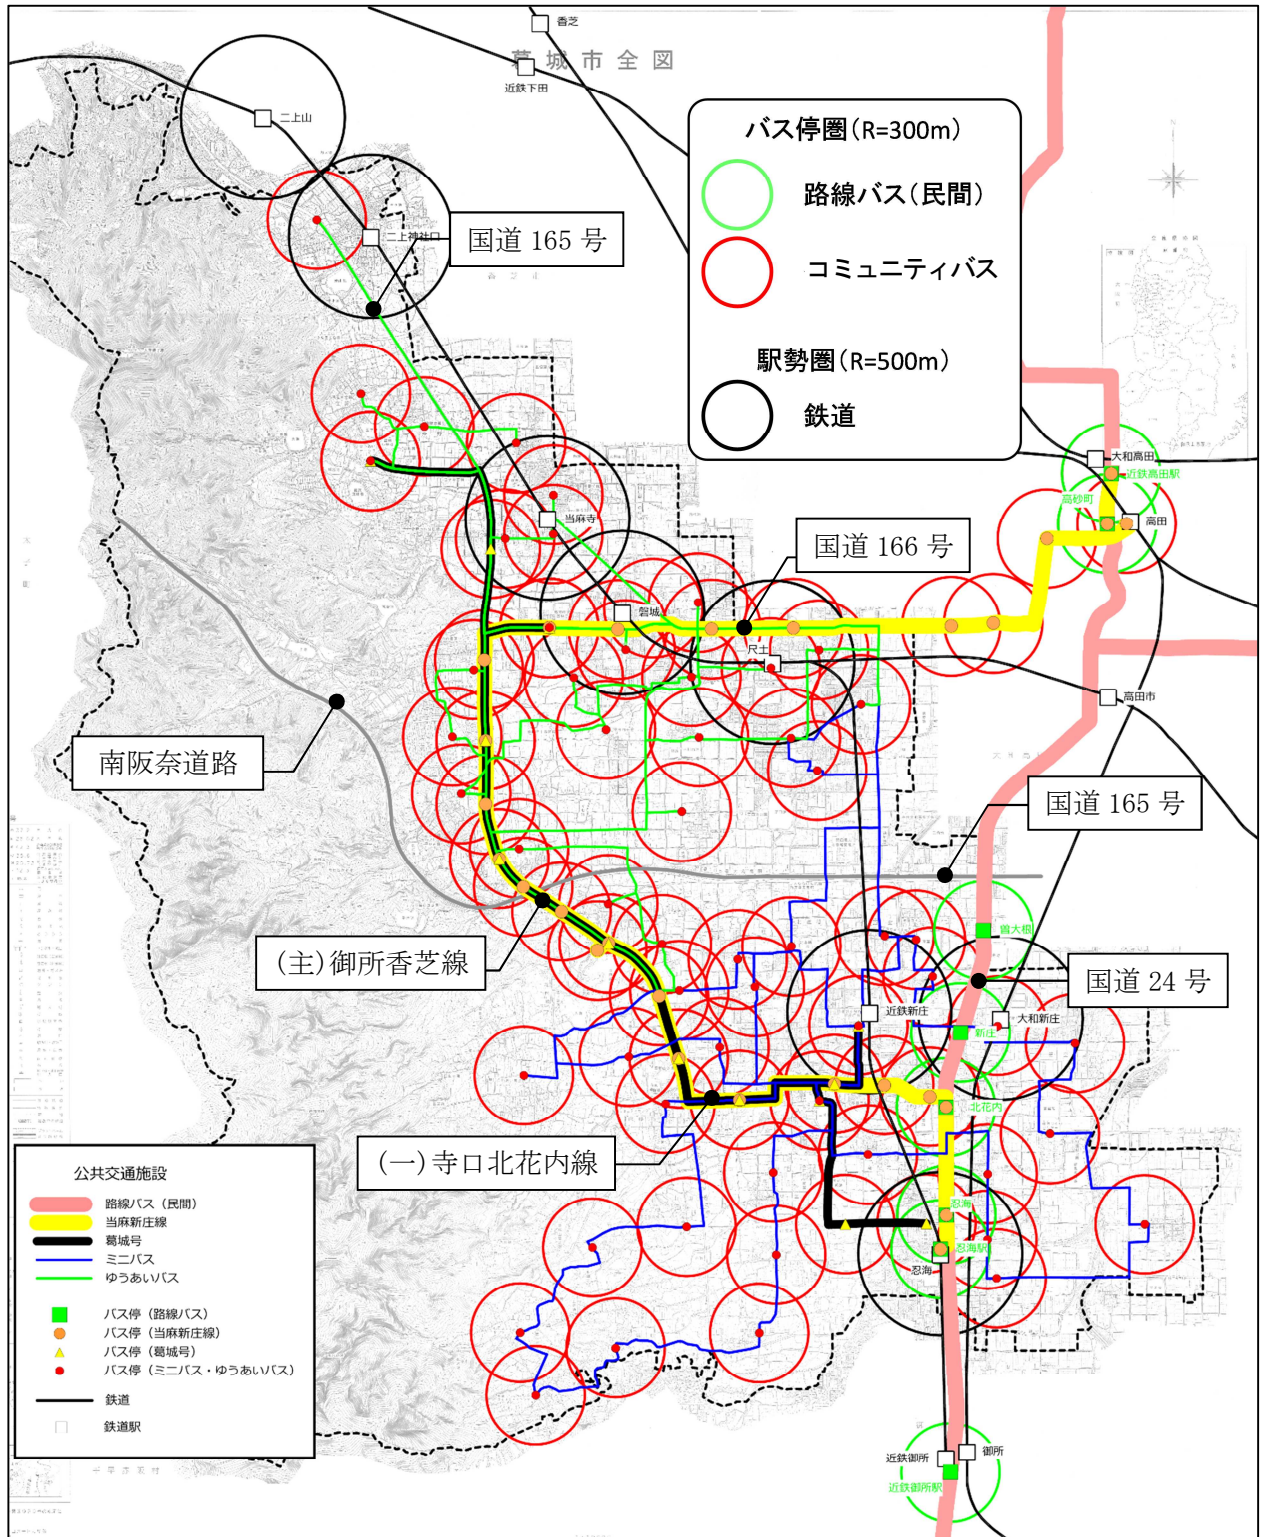 香芝
葛城市全図
近鉄下田
二上山
バス停圏(R=300m)
路線バス(民間)
コミュニティバス
駅勢圏(R=500m)
鉄道
二上神社口
国道 165 号
大和高田
近鉄高田駅
高砂町
高田
当麻寺
国道 166 号
磐城
尺土
高田市
南阪奈道路
国道 165 号
曽大根
(主)御所香芝線
国道 24 号
近鉄新庄
大和新庄
新庄
北花内
(一)寺口北花内線
忍海
忍海駅
忍海
公共交通施設
路線バス（民間）
当麻新庄線
葛城号
ミニバス
ゆうあいバス
バス停（路線バス）
バス停（当麻新庄線）
バス停（葛城号）
バス停（ミニバス・ゆうあいバス）
鉄道
鉄道駅
近鉄御所
御所
近鉄御所駅